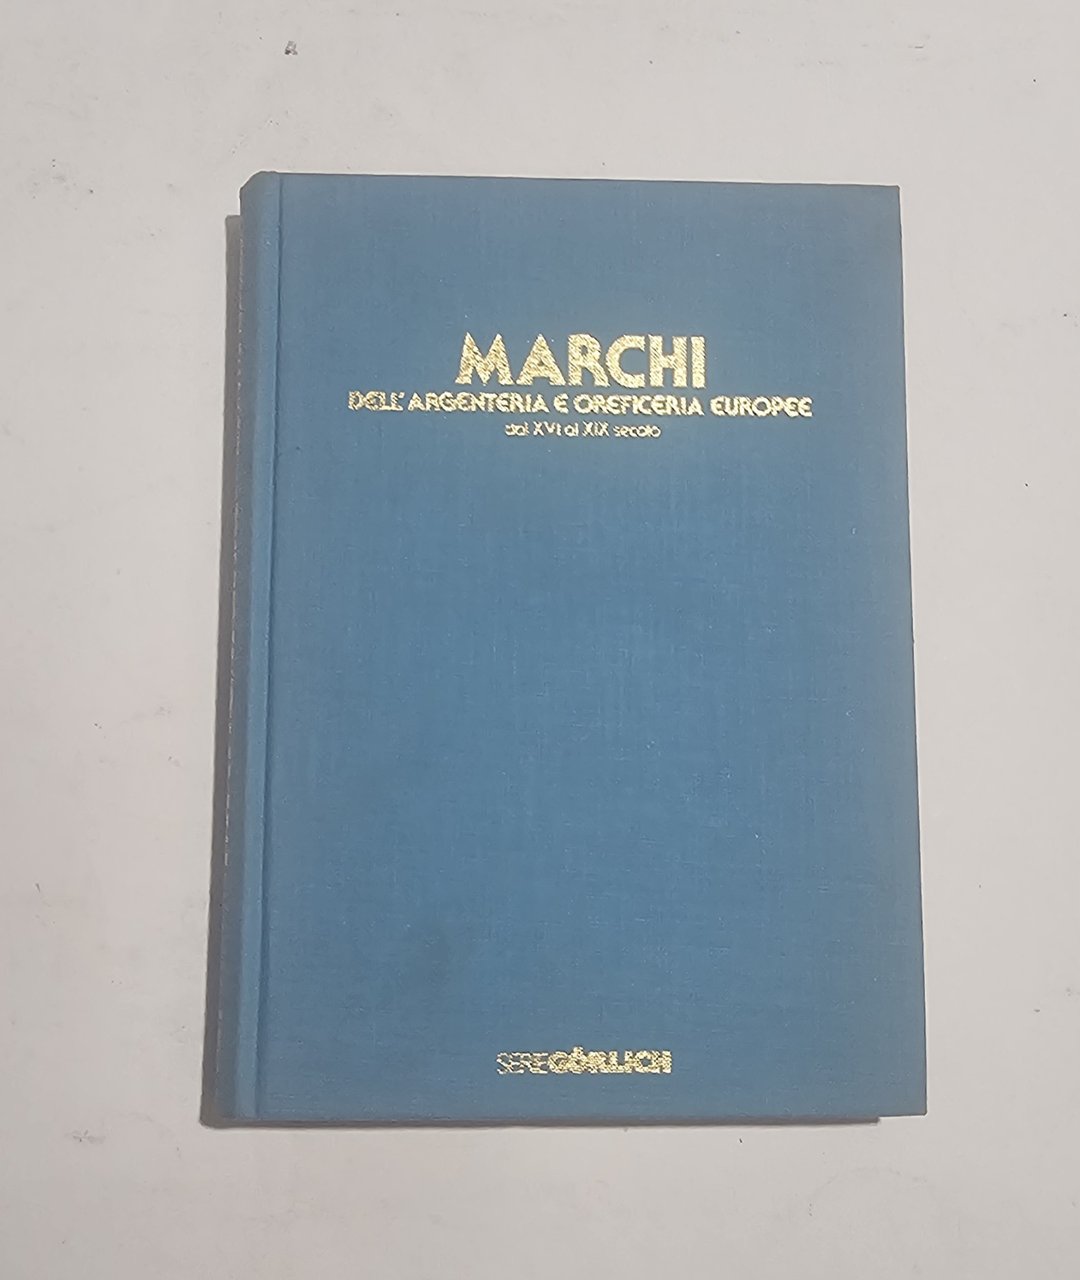 MARCHI
DELL'ARGENTERIA E OREFICERIA EUROPEE
dal XVI al XIX secolo
SERIEGÖRLICH